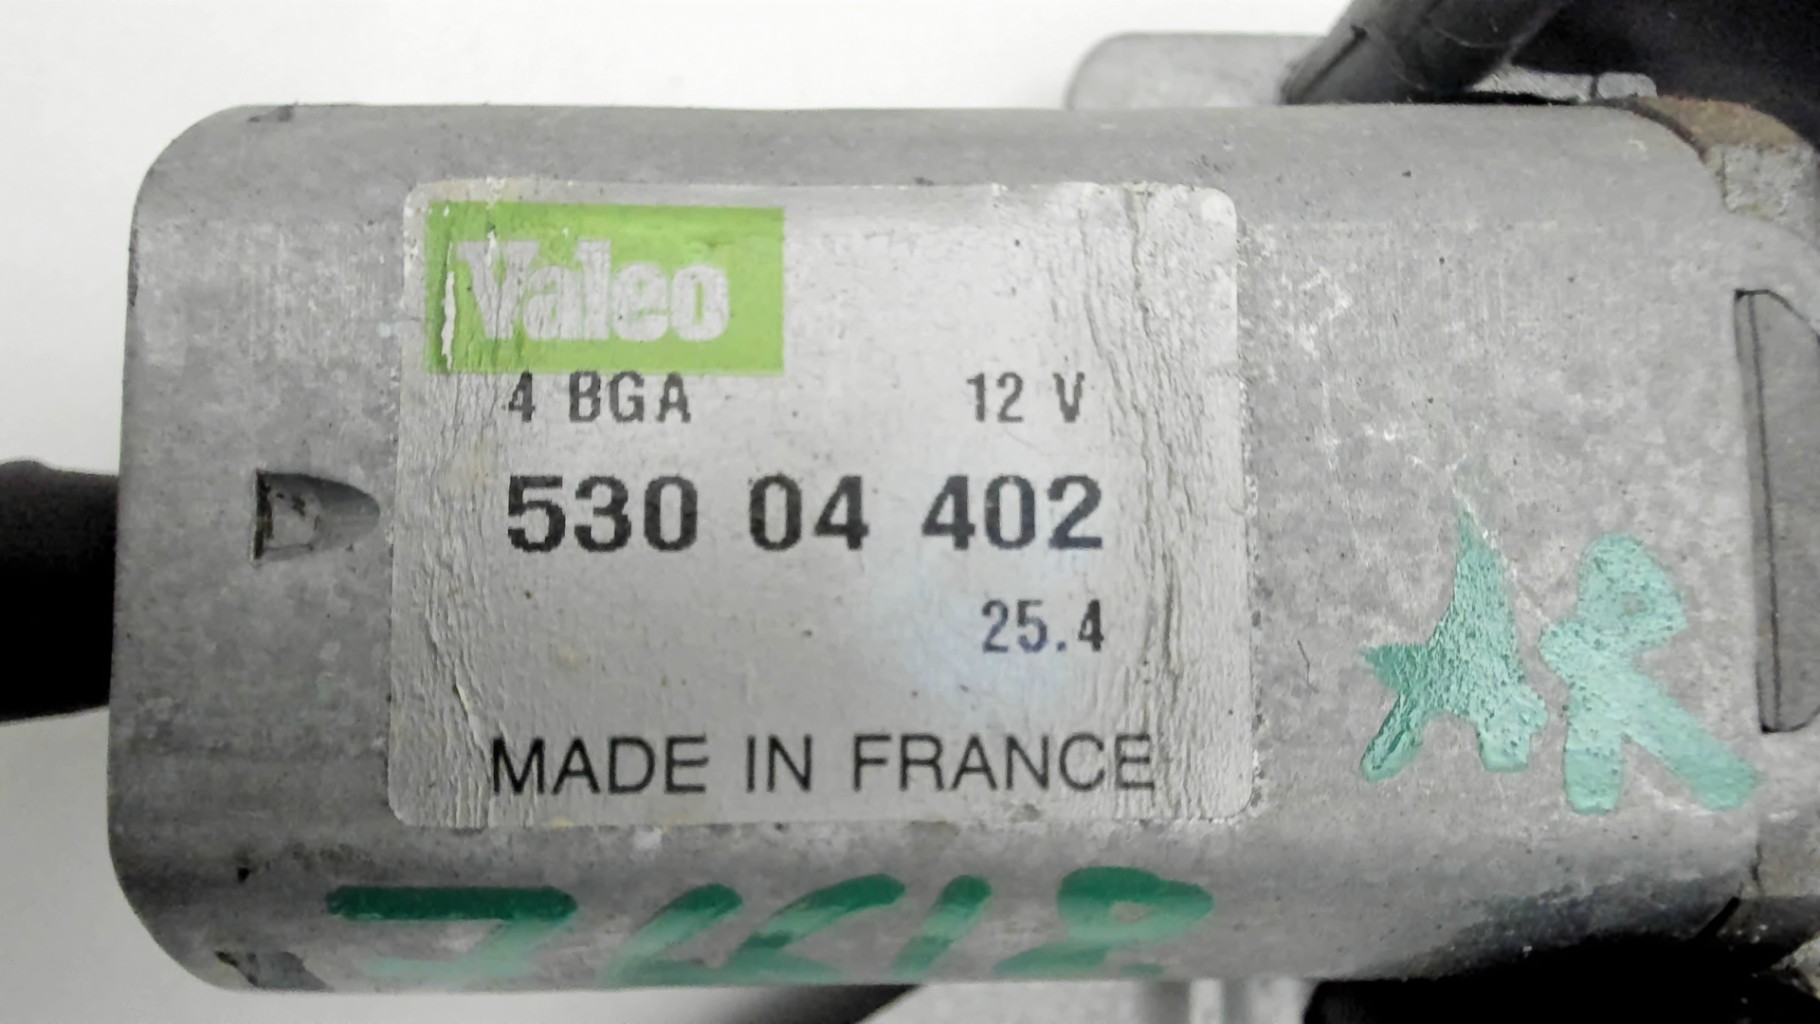 Valeo
4 BGA 12 V
530 04 402
25.4
MADE IN FRANCE
AR